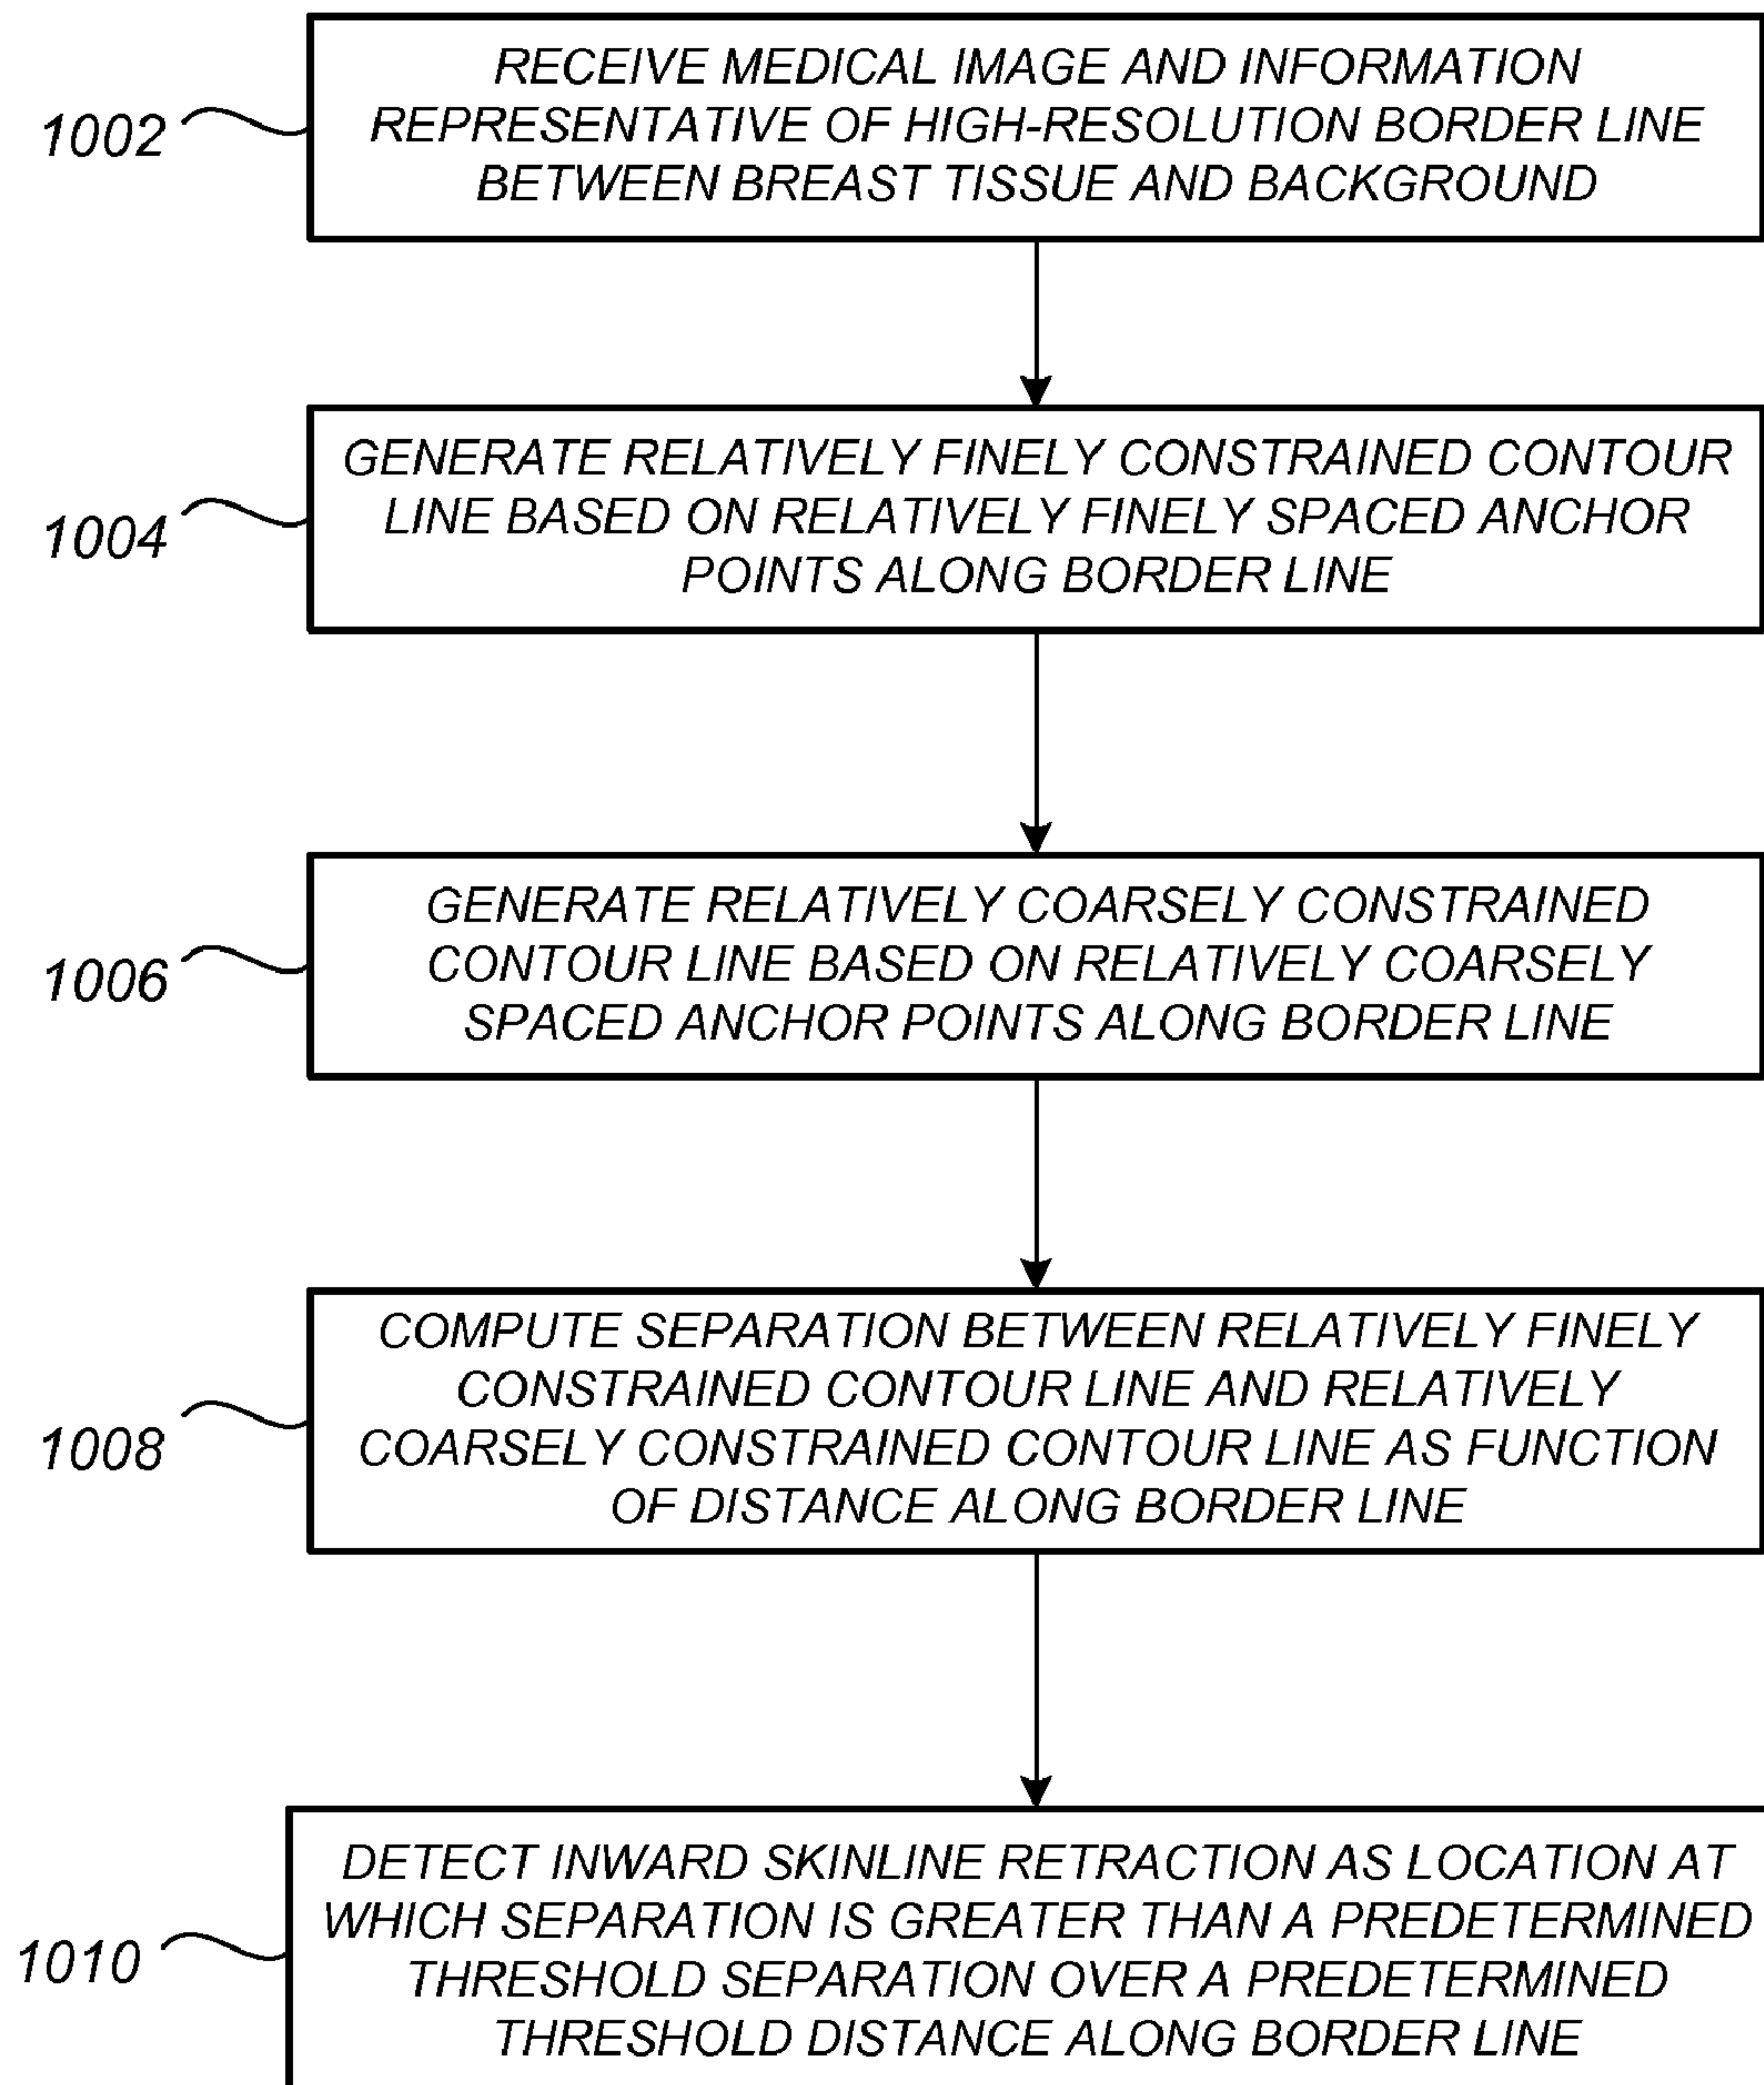 1002
RECEIVE MEDICAL IMAGE AND INFORMATION
REPRESENTATIVE OF HIGH-RESOLUTION BORDER LINE
BETWEEN BREAST TISSUE AND BACKGROUND
1004
GENERATE RELATIVELY FINELY CONSTRAINED CONTOUR
LINE BASED ON RELATIVELY FINELY SPACED ANCHOR
POINTS ALONG BORDER LINE
1006
GENERATE RELATIVELY COARSELY CONSTRAINED
CONTOUR LINE BASED ON RELATIVELY COARSELY
SPACED ANCHOR POINTS ALONG BORDER LINE
1008
COMPUTE SEPARATION BETWEEN RELATIVELY FINELY
CONSTRAINED CONTOUR LINE AND RELATIVELY
COARSELY CONSTRAINED CONTOUR LINE AS FUNCTION
OF DISTANCE ALONG BORDER LINE
1010
DETECT INWARD SKINLINE RETRACTION AS LOCATION AT
WHICH SEPARATION IS GREATER THAN A PREDETERMINED
THRESHOLD SEPARATION OVER A PREDETERMINED
THRESHOLD DISTANCE ALONG BORDER LINE